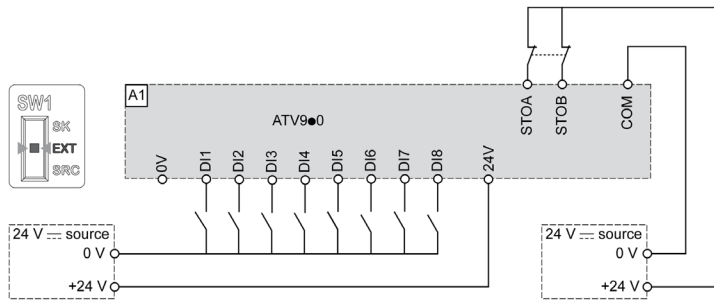 SW1
SK
EXT
SRC
A1
ATV9●0
STOA
STOB
COM
0V
DI1
DI2
DI3
DI4
DI5
DI6
DI7
DI8
24V
24 V ⎓ source
0 V
+24 V
24 V ⎓ source
0 V
+24 V